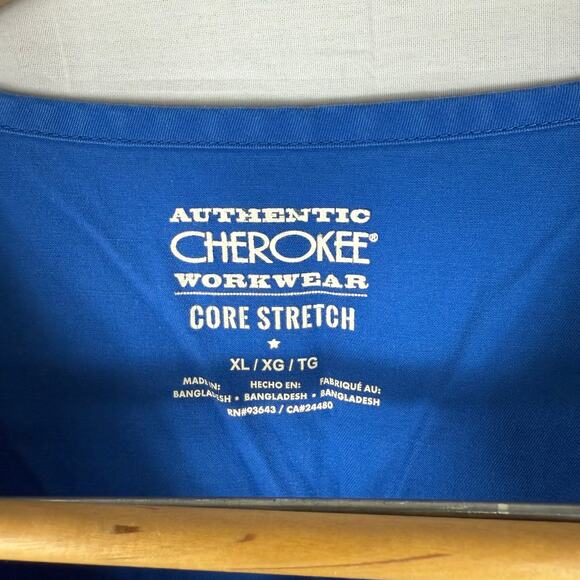 AUTHENTIC
CHEROKEE®
WORKWEAR
CORE STRETCH
XL / XG / TG
MADE IN: HECHO EN: FABRIQUÉ AU:
BANGLADESH • BANGLADESH • BANGLADESH
RN#93643 / CA#24480